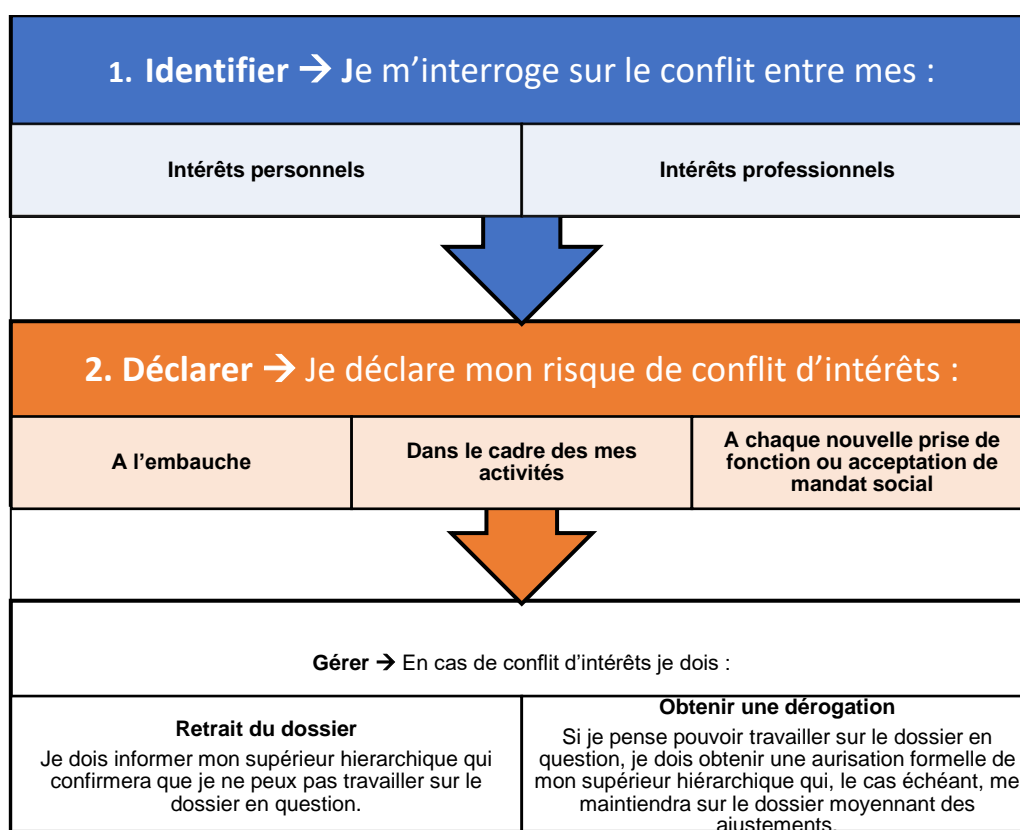 1. Identifier → Je m’interroge sur le conflit entre mes :
Intérêts personnels
Intérêts professionnels
2. Déclarer → Je déclare mon risque de conflit d’intérêts :
A l’embauche
Dans le cadre des mes
activités
A chaque nouvelle prise de
fonction ou acceptation de
mandat social
Gérer → En cas de conflit d’intérêts je dois :
Retrait du dossier
Je dois informer mon supérieur hierarchique qui
confirmera que je ne peux pas travailler sur le
dossier en question.
Obtenir une dérogation
Si je pense pouvoir travailler sur le dossier en
question, je dois obtenir une aurisation formelle de
mon supérieur hiérarchique qui, le cas échéant, me
maintiendra sur le dossier moyennant des
ajustements.